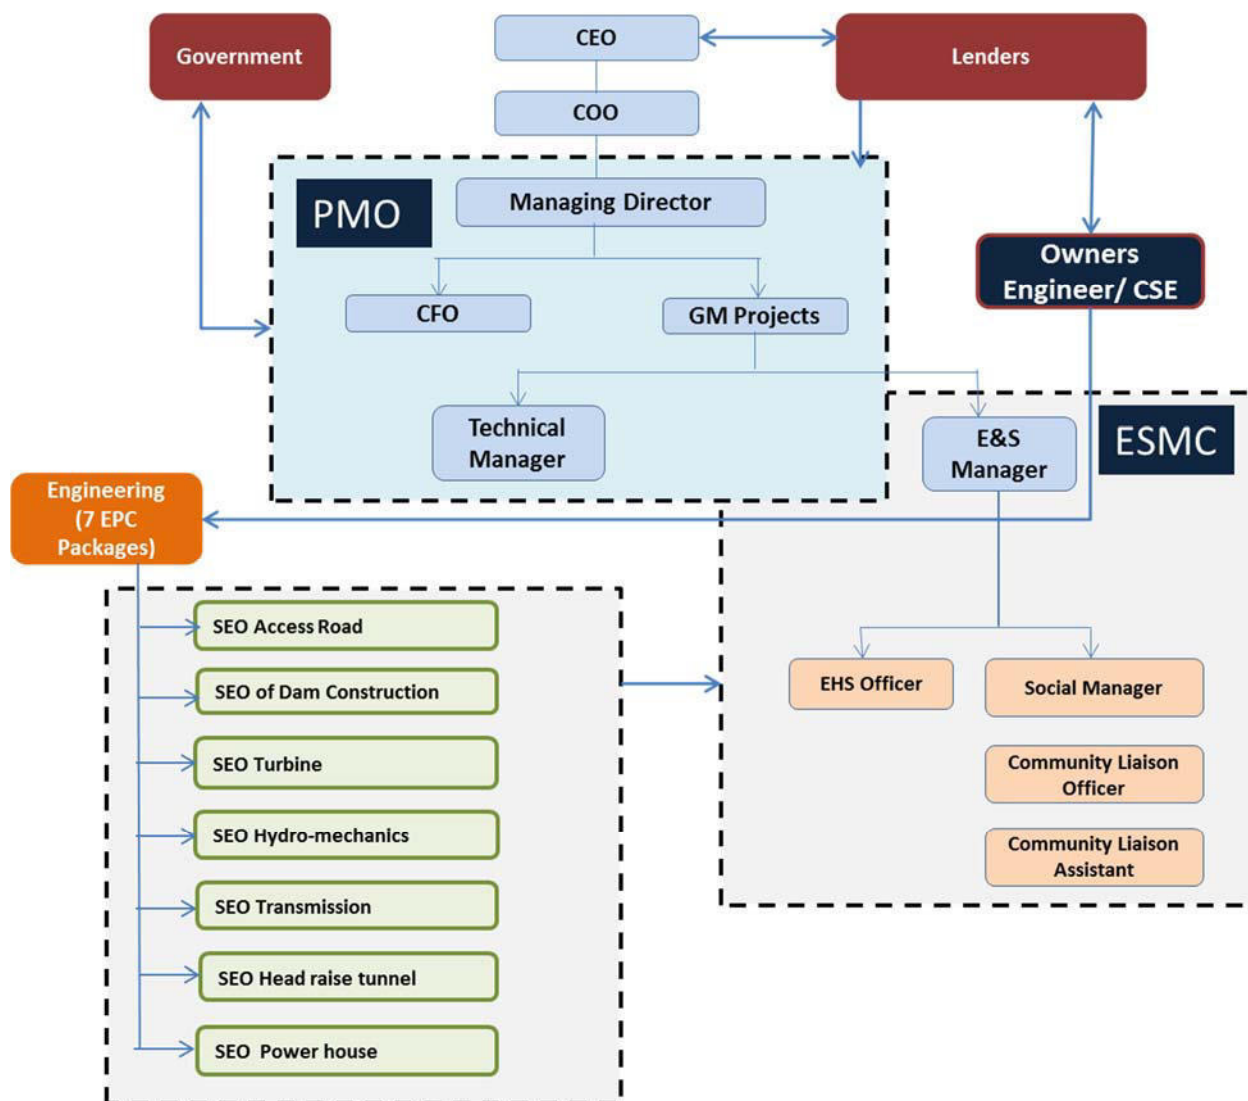 Government
CEO
Lenders
COO
PMO
Managing Director
Owners
Engineer/ CSE
CFO
GM Projects
Technical
Manager
E&S
Manager
ESMC
Engineering
(7 EPC
Packages)
SEO Access Road
SEO of Dam Construction
SEO Turbine
SEO Hydro-mechanics
SEO Transmission
SEO Head raise tunnel
SEO Power house
EHS Officer
Social Manager
Community Liaison
Officer
Community Liaison
Assistant